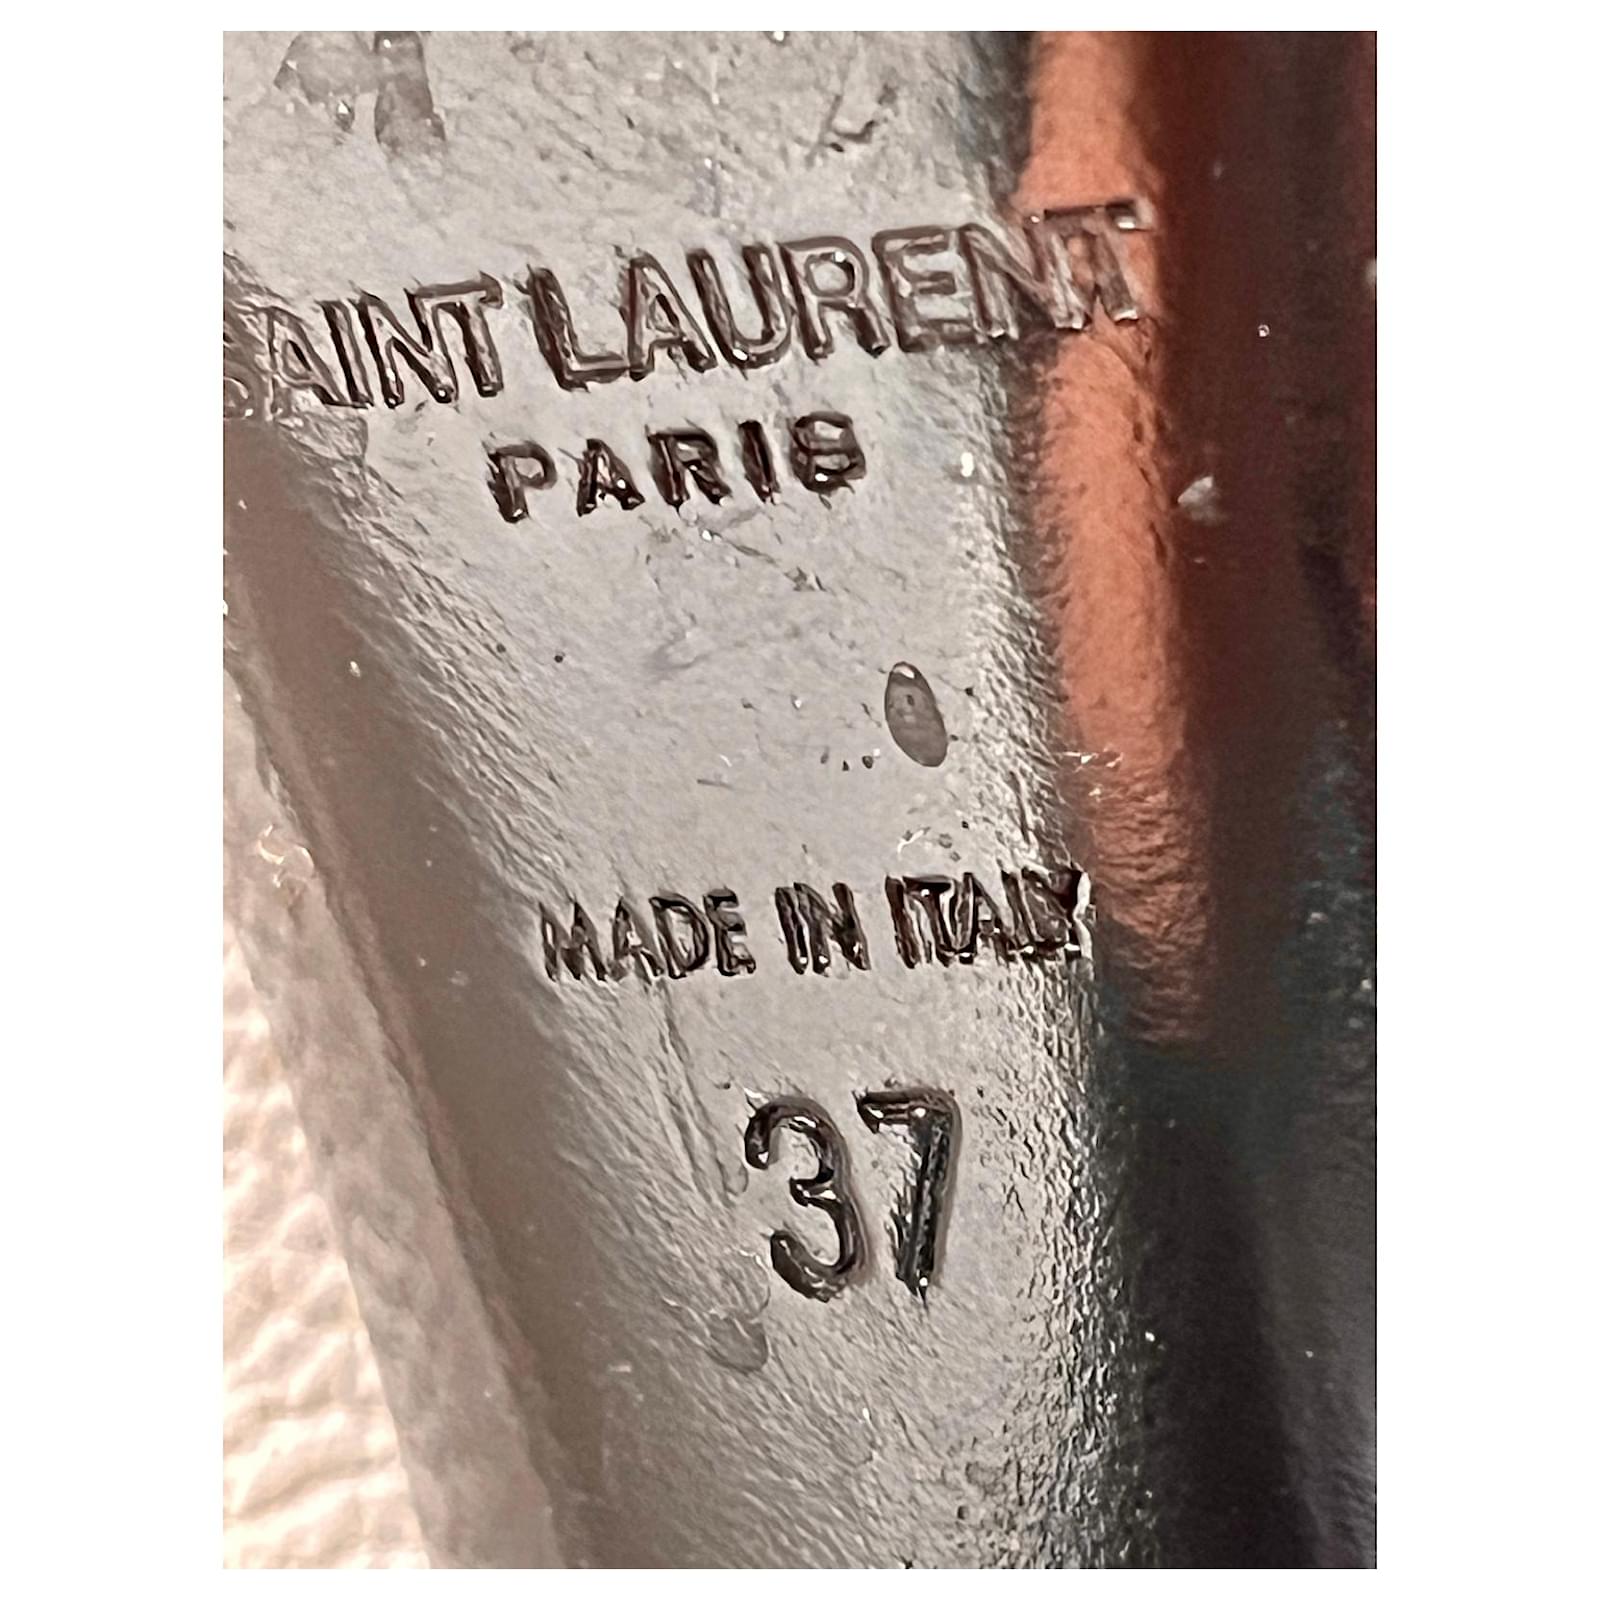 SAINT LAURENT
PARIS
MADE IN ITALY
37